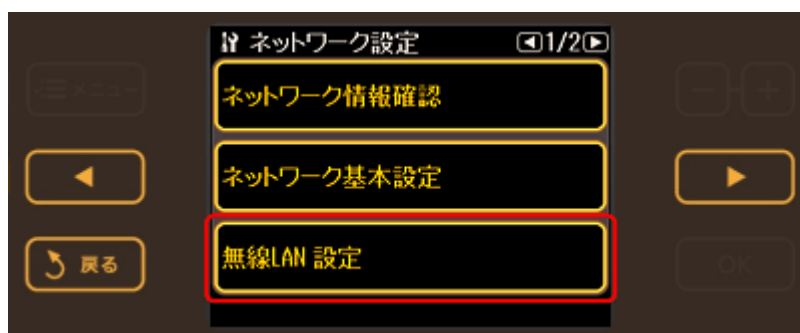 ネットワーク設定 ◀1/2▶
メニュー
ネットワーク情報確認
− +
ネットワーク基本設定
◀ ▶
無線LAN 設定
戻る
OK